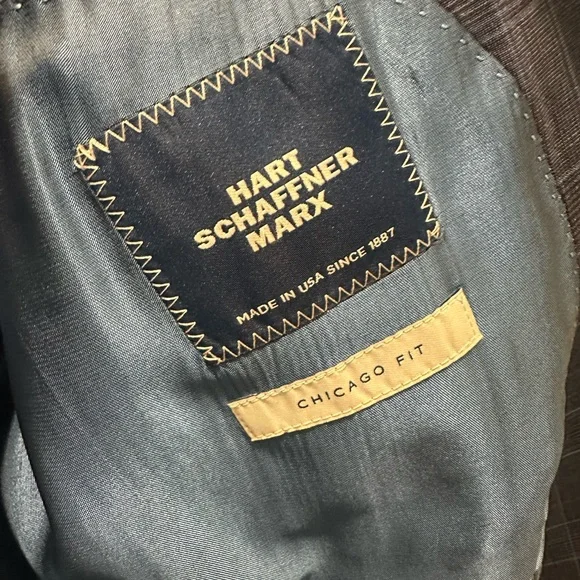 HART
SCHAFFNER
MARX
MADE IN USA SINCE 1887
CHICAGO FIT